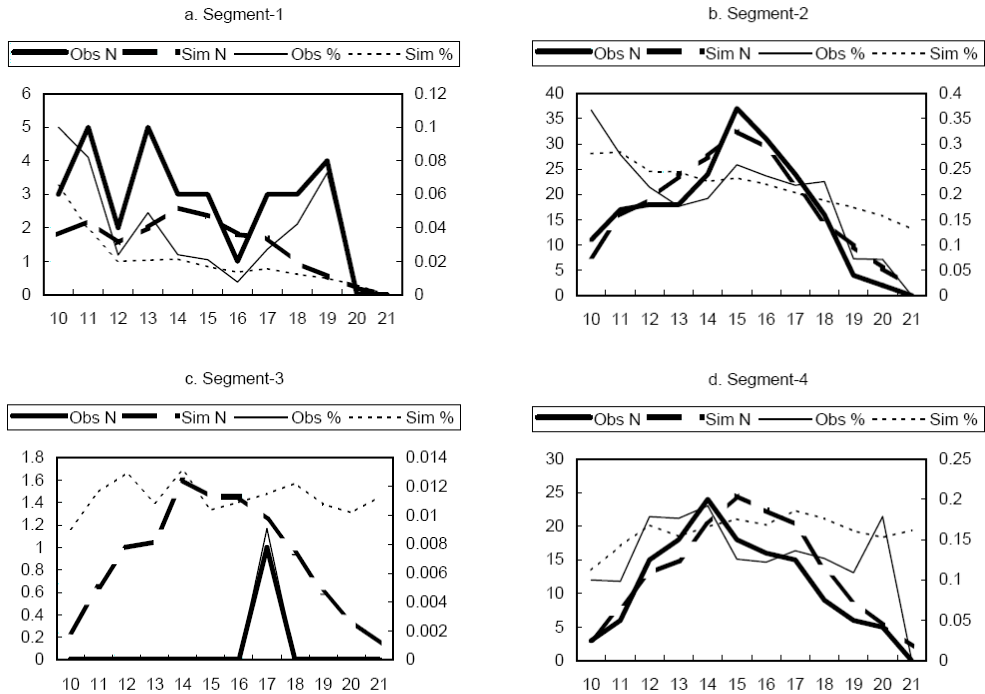 a. Segment-1
Obs N Sim N Obs % Sim %
6 0.12
5 0.1
4 0.08
3 0.06
2 0.04
1 0.02
0 0
10 11 12 13 14 15 16 17 18 19 20 21
b. Segment-2
Obs N Sim N Obs % Sim %
40 0.4
35 0.35
30 0.3
25 0.25
20 0.2
15 0.15
10 0.1
5 0.05
0 0
10 11 12 13 14 15 16 17 18 19 20 21
c. Segment-3
Obs N Sim N Obs % Sim %
1.8 0.014
1.6 0.012
1.4 0.01
1.2 0.008
1 0.006
0.8 0.004
0.6 0.002
0.4 0
0.2
0
10 11 12 13 14 15 16 17 18 19 20 21
d. Segment-4
Obs N Sim N Obs % Sim %
30 0.25
25 0.2
20 0.15
15 0.1
10 0.05
5 0
0
10 11 12 13 14 15 16 17 18 19 20 21